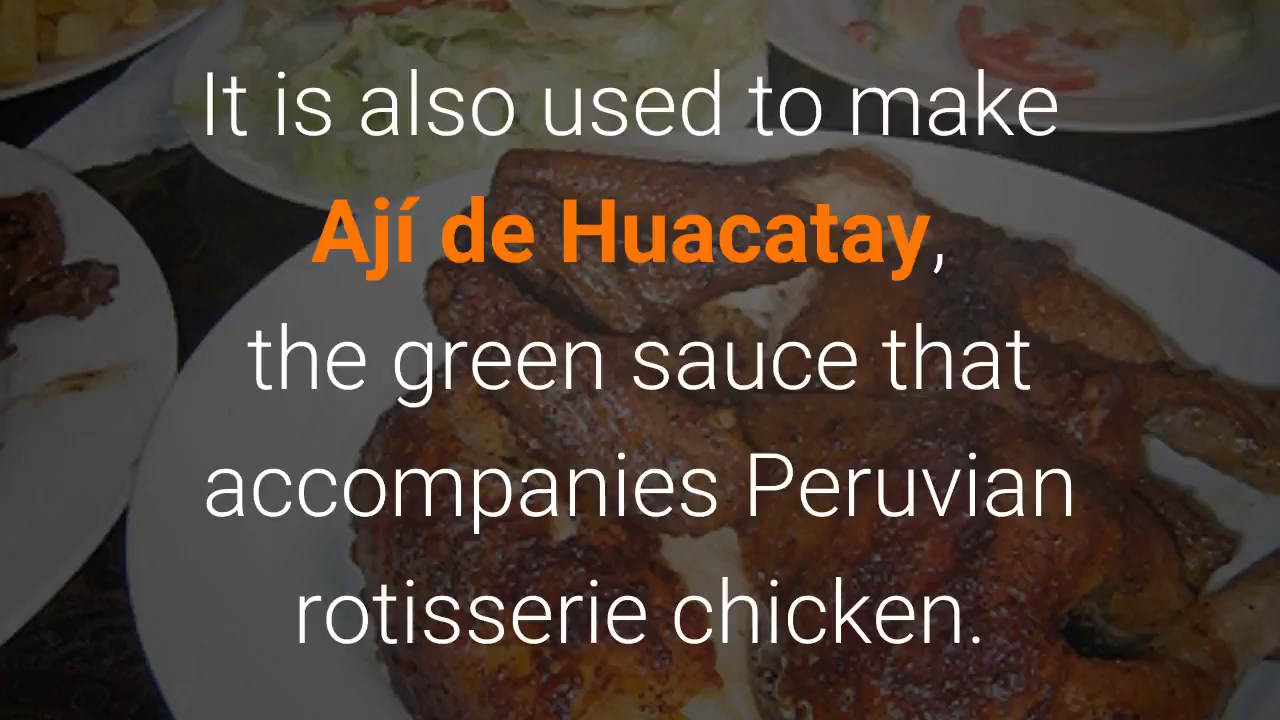 It is also used to make
Ají de Huacatay,
the green sauce that
accompanies Peruvian
rotisserie chicken.